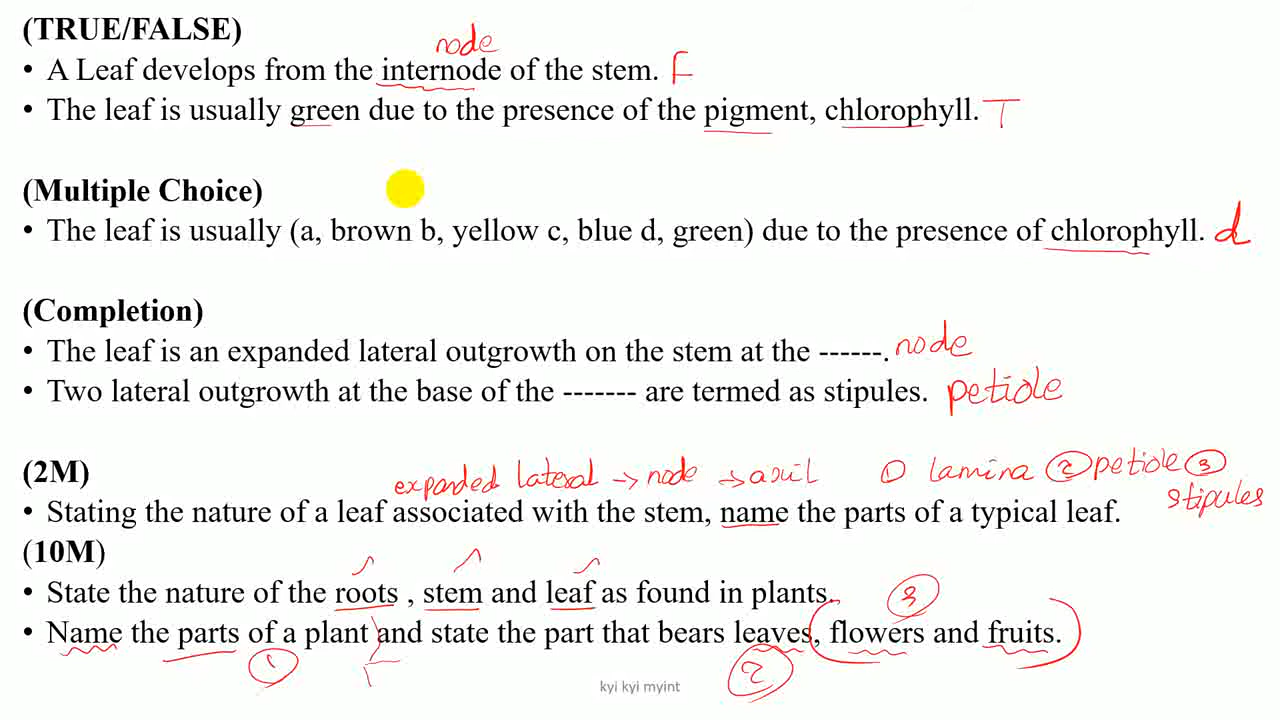 (TRUE/FALSE)
node
• A Leaf develops from the internode of the stem. F
• The leaf is usually green due to the presence of the pigment, chlorophyll. T
(Multiple Choice)
• The leaf is usually (a, brown b, yellow c, blue d, green) due to the presence of chlorophyll. d
(Completion)
• The leaf is an expanded lateral outgrowth on the stem at the ------. node
• Two lateral outgrowth at the base of the ------- are termed as stipules. petiole
(2M)
expanded lateral → node → axil ① lamina ② petiole ③
stipules
• Stating the nature of a leaf associated with the stem, name the parts of a typical leaf.
(10M)
• State the nature of the roots , stem and leaf as found in plants.
③
• Name the parts of a plant and state the part that bears leaves, flowers and fruits.
① ②
kyi kyi myint